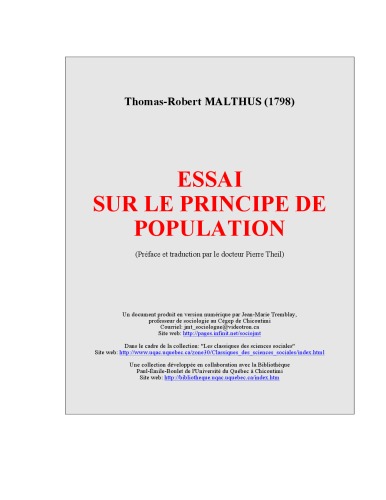 Thomas-Robert MALTHUS (1798)
ESSAI
SUR LE PRINCIPE DE
POPULATION
(Préface et traduction par le docteur Pierre Theil)
Un document produit en version numérique par Jean-Marie Tremblay,
professeur de sociologie au Cégep de Chicoutimi
Courriel: jmt_sociologue@videotron.ca
Site web: http://pages.infinit.net/sociojmt
Dans le cadre de la collection: "Les classiques des sciences sociales"
Site web: http://www.uqac.uquebec.ca/zone30/Classiques_des_sciences_sociales/index.html
Une collection développée en collaboration avec la Bibliothèque
Paul-Émile-Boulet de l'Université du Québec à Chicoutimi
Site web: http://bibliotheque.uqac.uquebec.ca/index.htm